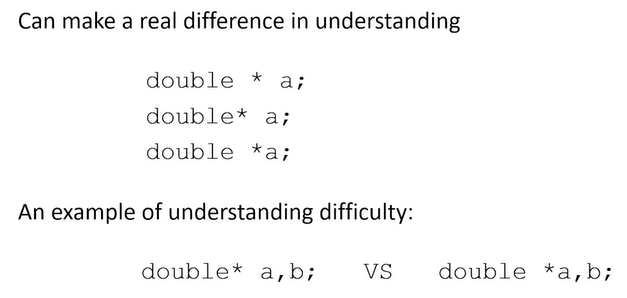 Can make a real difference in understanding
double * a;
double* a;
double *a;
An example of understanding difficulty:
double* a,b; VS double *a,b;